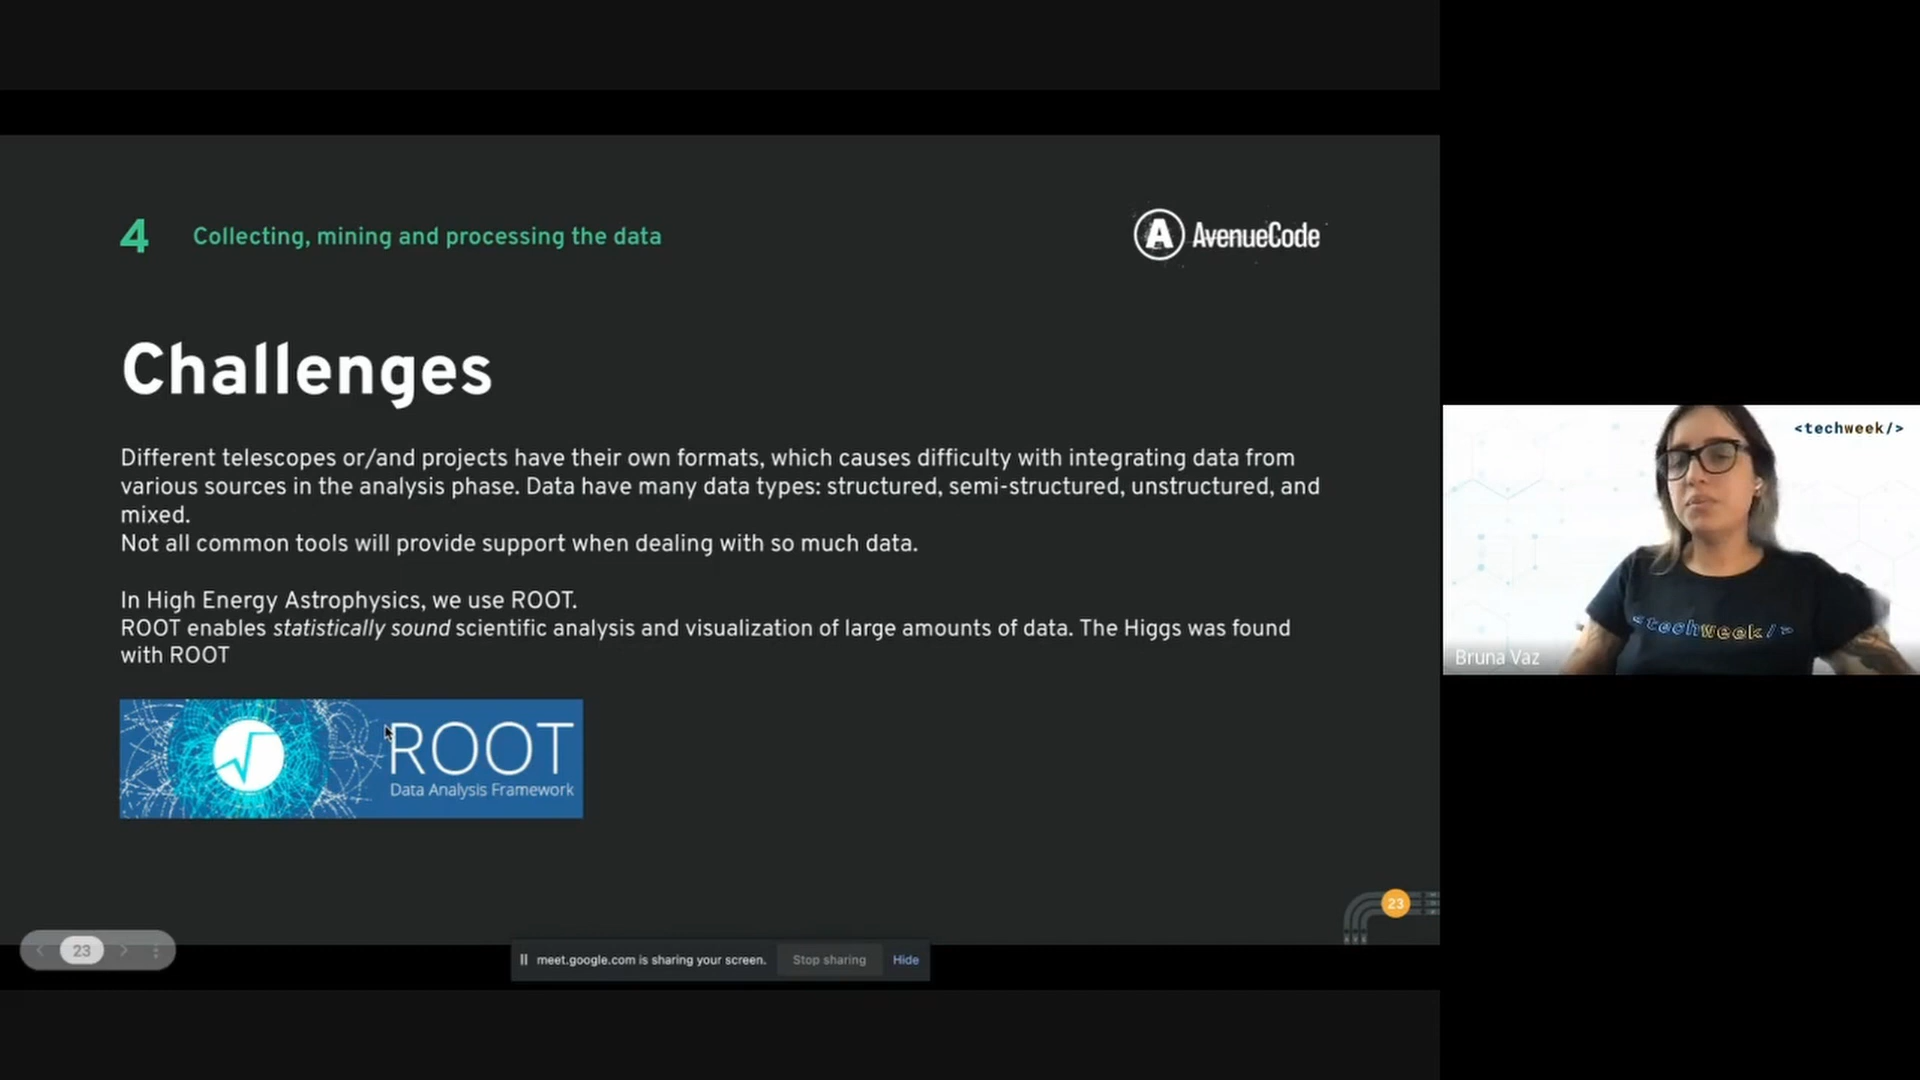 4 Collecting, mining and processing the data
A AvenueCode
Challenges
Different telescopes or/and projects have their own formats, which causes difficulty with integrating data from
various sources in the analysis phase. Data have many data types: structured, semi-structured, unstructured, and
mixed.
Not all common tools will provide support when dealing with so much data.
In High Energy Astrophysics, we use ROOT.
ROOT enables statistically sound scientific analysis and visualization of large amounts of data. The Higgs was found
with ROOT
ROOT
Data Analysis Framework
23
23
meet.google.com is sharing your screen. Stop sharing Hide
<techweek/>
<techweek/>
Bruna Vaz